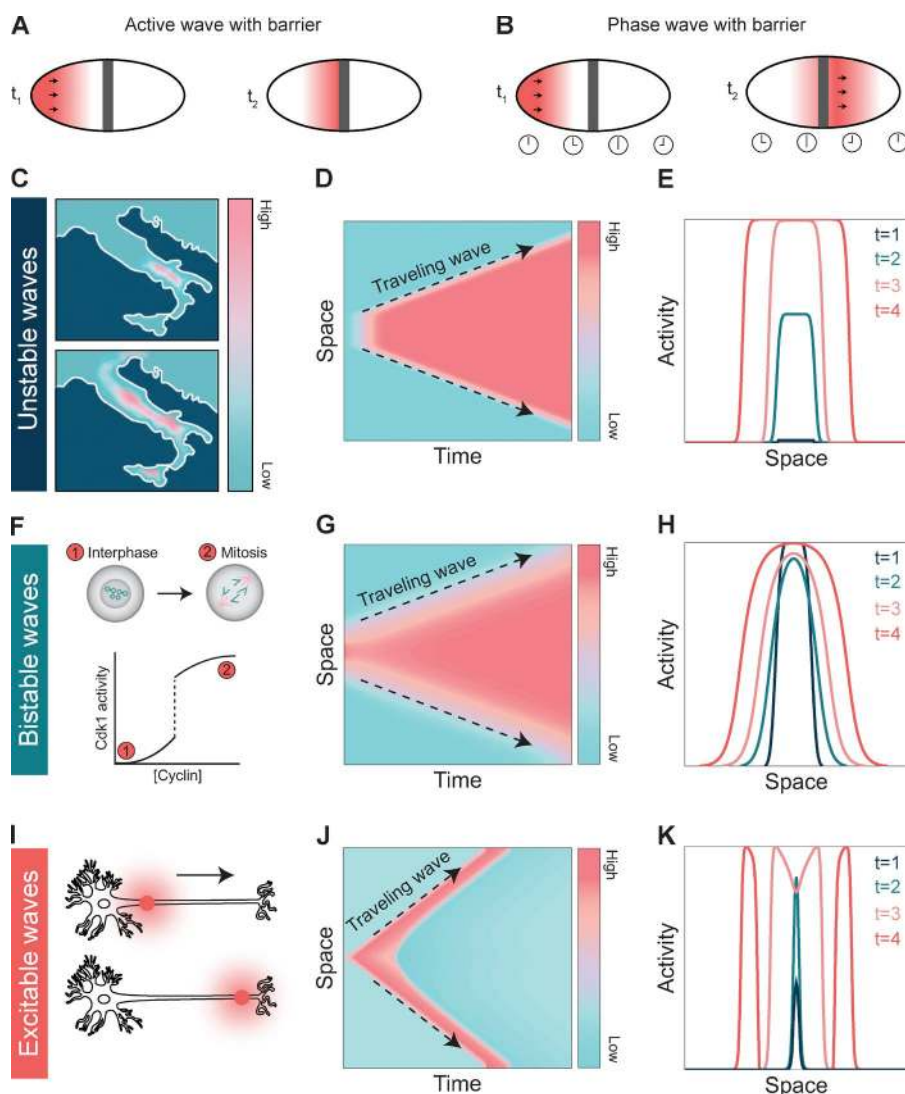 A
Active wave with barrier
B
Phase wave with barrier
t1
t2
t1
t2
C
Unstable waves
High
Low
D
Space
Traveling wave
Time
High
Low
E
Activity
t=1
t=2
t=3
t=4
Space
F
Bistable waves
1 Interphase
2 Mitosis
Cdk1 activity
1
2
[Cyclin]
G
Space
Traveling wave
Time
High
Low
H
Activity
t=1
t=2
t=3
t=4
Space
I
Excitable waves
J
Space
Traveling wave
Time
High
Low
K
Activity
t=1
t=2
t=3
t=4
Space